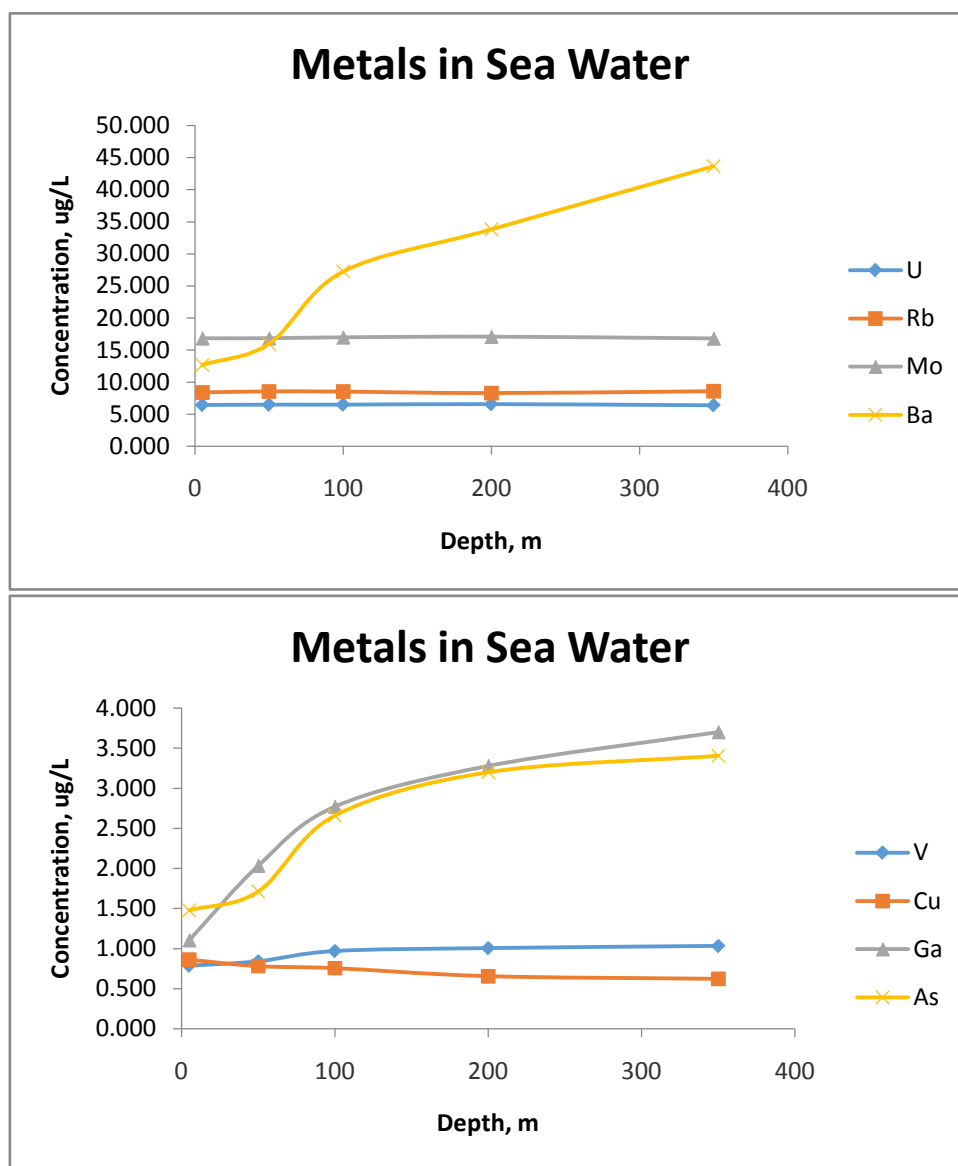 Metals in Sea Water
50.000
45.000
40.000
35.000
30.000
25.000
20.000
15.000
10.000
5.000
0.000
Concentration, ug/L
0 100 200 300 400
Depth, m
U
Rb
Mo
Ba
Metals in Sea Water
4.000
3.500
3.000
2.500
2.000
1.500
1.000
0.500
0.000
Concentration, ug/L
0 100 200 300 400
Depth, m
V
Cu
Ga
As